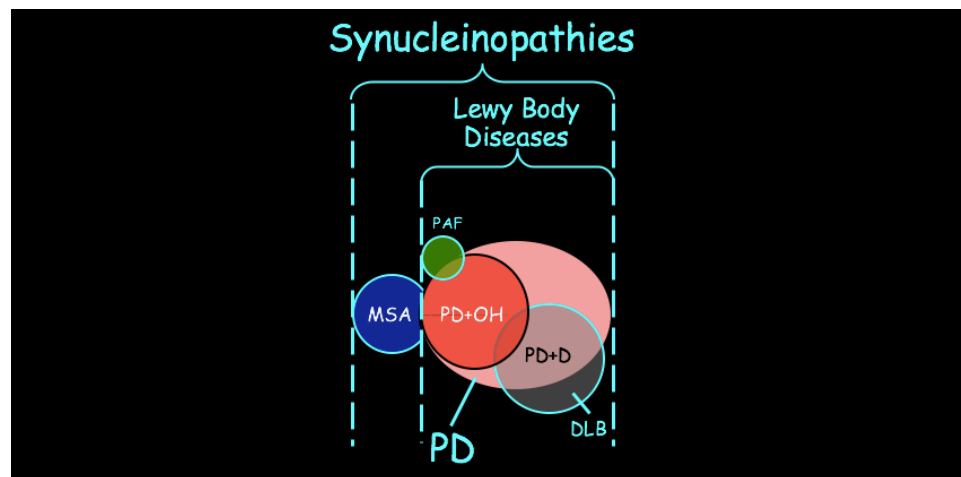 Synucleinopathies
Lewy Body
Diseases
PAF
MSA
PD+OH
PD+D
DLB
PD